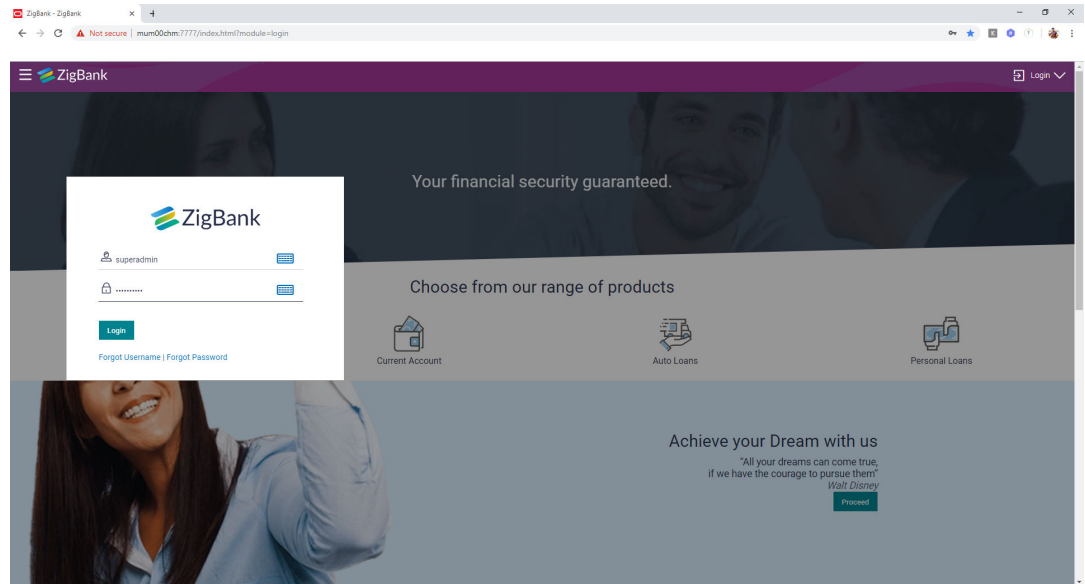 ZigBank - ZigBank
Not secure | mum00chm:7777/index.html?module=login
ZigBank
Login
Your financial security guaranteed.
ZigBank
superadmin
..........
Login
Forgot Username | Forgot Password
Choose from our range of products
Current Account
Auto Loans
Personal Loans
Achieve your Dream with us
"All your dreams can come true,
if we have the courage to pursue them"
Walt Disney
Proceed